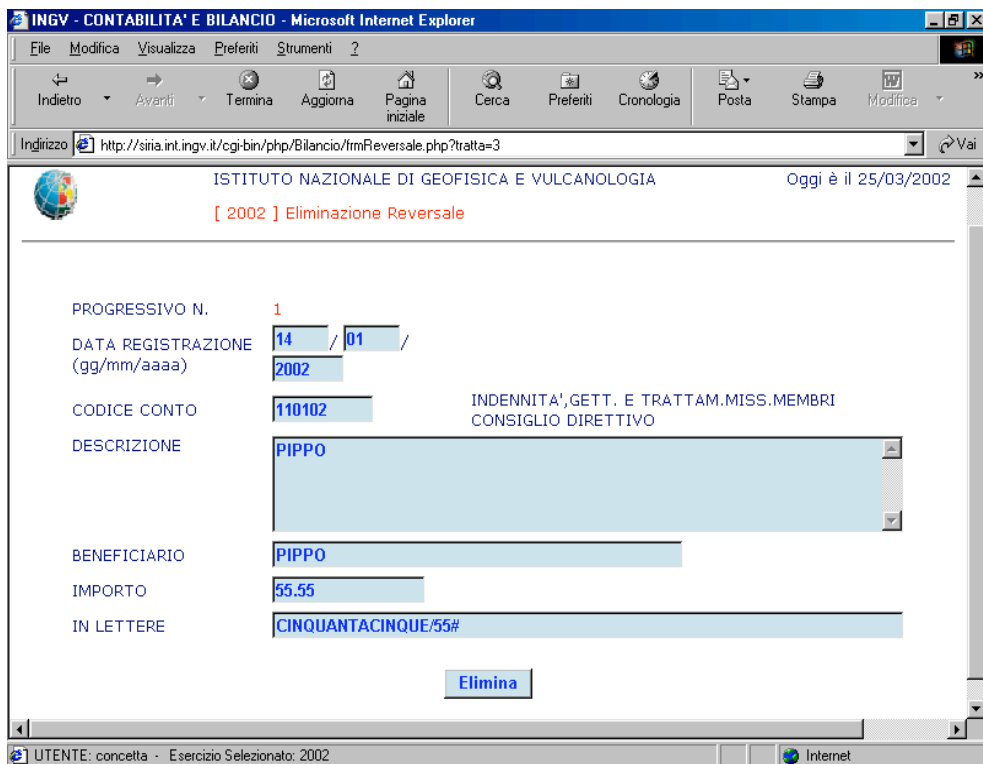 INGV - CONTABILITA' E BILANCIO - Microsoft Internet Explorer
File Modifica Visualizza Preferiti Strumenti ?
Indietro Avanti Termina Aggiorna Pagina iniziale Cerca Preferiti Cronologia Posta Stampa Modifica »
Indirizzo http://siria.int.ingv.it/cgi-bin/php/Bilancio/frmReversale.php?tratta=3 Vai
ISTITUTO NAZIONALE DI GEOFISICA E VULCANOLOGIA Oggi è il 25/03/2002
[ 2002 ] Eliminazione Reversale
PROGRESSIVO N. 1
DATA REGISTRAZIONE 14 / 01 /
(gg/mm/aaaa) 2002
CODICE CONTO 110102 INDENNITA',GETT. E TRATTAM.MISS.MEMBRI
CONSIGLIO DIRETTIVO
DESCRIZIONE PIPPO
BENEFICIARIO PIPPO
IMPORTO 55.55
IN LETTERE CINQUANTACINQUE/55#
Elimina
UTENTE: concetta - Esercizio Selezionato: 2002 Internet